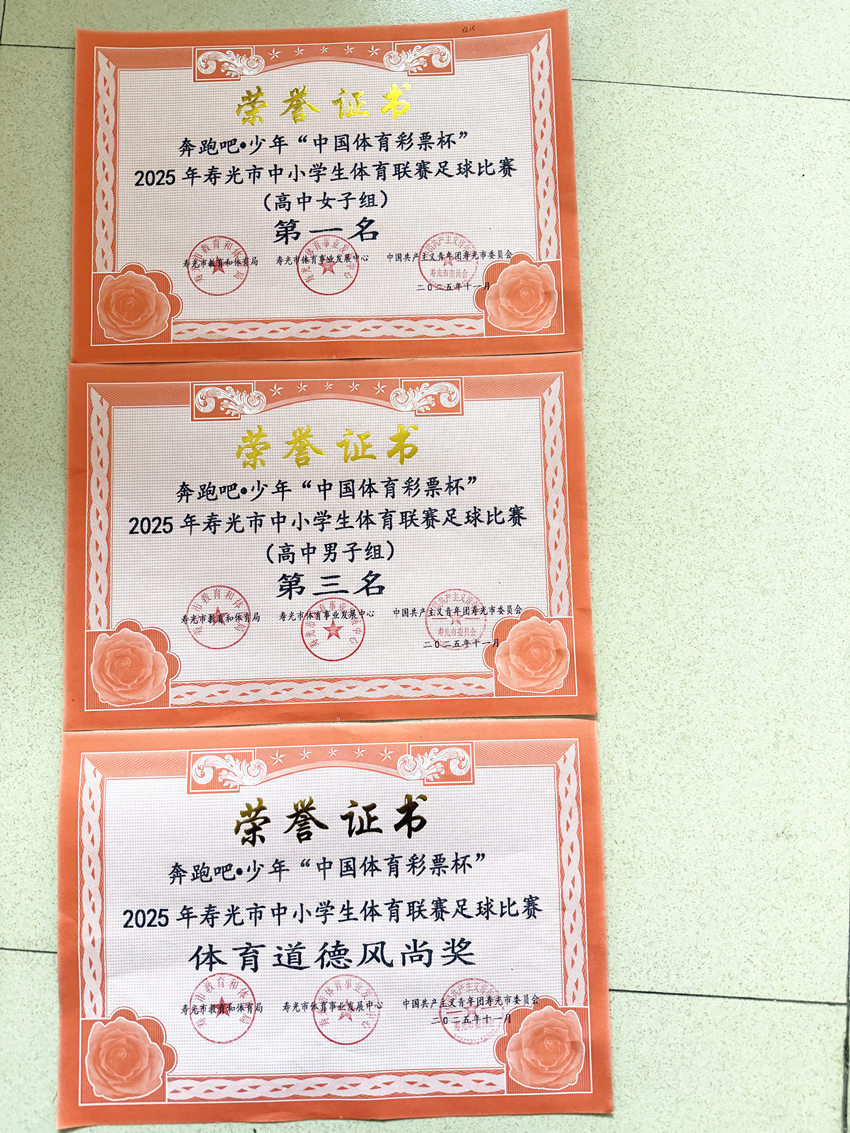 荣誉证书
奔跑吧•少年“中国体育彩票杯”
2025年寿光市中小学生体育联赛足球比赛
（高中女子组）
第一名
寿光市教育和体育局 寿光市体育事业发展中心 中国共产主义青年团寿光市委员会
寿光市委员会
二〇二五年十一月
荣誉证书
奔跑吧•少年“中国体育彩票杯”
2025年寿光市中小学生体育联赛足球比赛
（高中男子组）
第三名
寿光市教育和体育局 寿光市体育事业发展中心 中国共产主义青年团寿光市委员会
寿光市委员会
二〇二五年十一月
荣誉证书
奔跑吧•少年“中国体育彩票杯”
2025年寿光市中小学生体育联赛足球比赛
体育道德风尚奖
寿光市教育和体育局 寿光市体育事业发展中心 中国共产主义青年团寿光市委员会
二〇二五年十一月